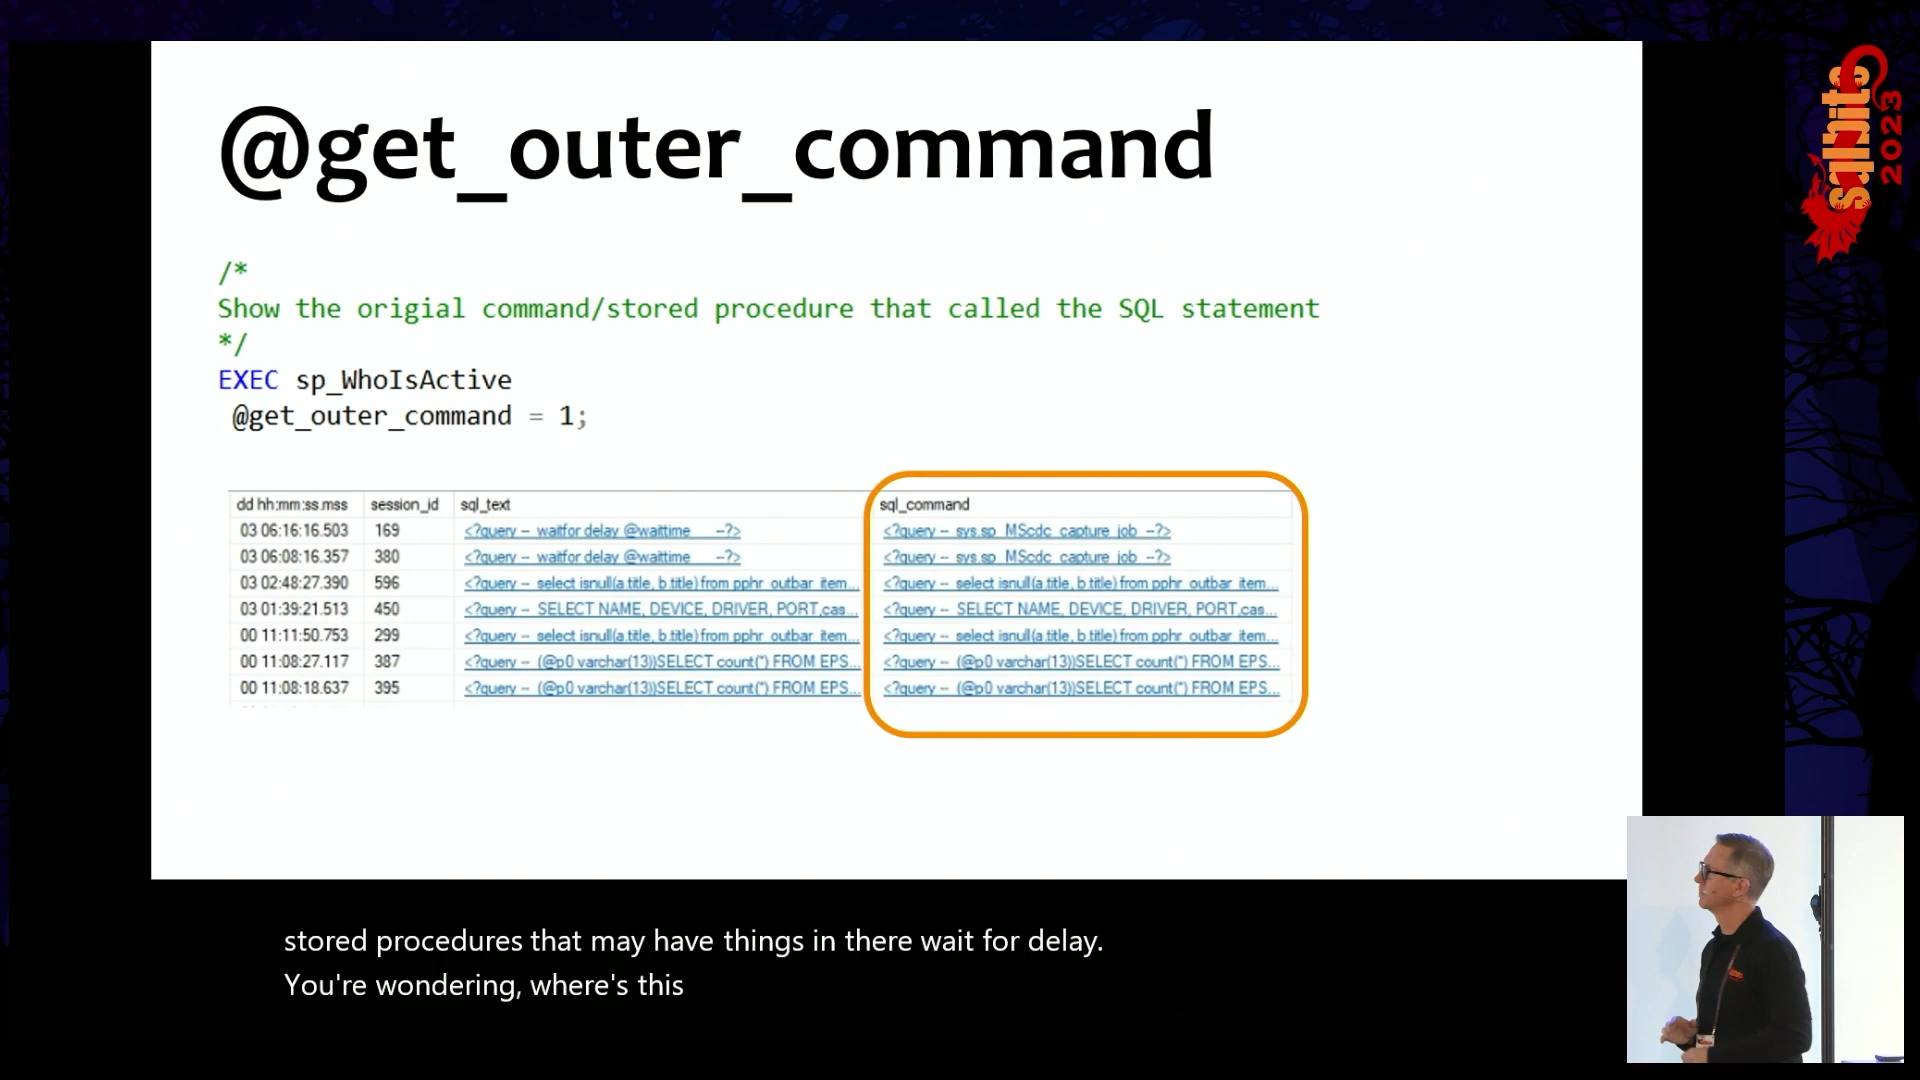 @get_outer_command
/*
Show the origial command/stored procedure that called the SQL statement
*/
EXEC sp_WhoIsActive
@get_outer_command = 1;
dd hh:mm:ss.mss session_id sql_text sql_command
03 06:16:16.503 169 <?query -- waitfor delay @waittime --?> <?query -- sys.sp_MScdc_capture_job --?>
03 06:08:16.357 380 <?query -- waitfor delay @waittime --?> <?query -- sys.sp_MScdc_capture_job --?>
03 02:48:27.390 596 <?query -- select isnull(a.title, b.title) from pphr_outbar_item... <?query -- select isnull(a.title, b.title) from pphr_outbar_item...
03 01:39:21.513 450 <?query -- SELECT NAME, DEVICE, DRIVER, PORT,cas... <?query -- SELECT NAME, DEVICE, DRIVER, PORT,cas...
00 11:11:50.753 299 <?query -- select isnull(a.title, b.title) from pphr_outbar_item... <?query -- select isnull(a.title, b.title) from pphr_outbar_item...
00 11:08:27.117 387 <?query -- (@p0 varchar(13))SELECT count(*) FROM EPS... <?query -- (@p0 varchar(13))SELECT count(*) FROM EPS...
00 11:08:18.637 395 <?query -- (@p0 varchar(13))SELECT count(*) FROM EPS... <?query -- (@p0 varchar(13))SELECT count(*) FROM EPS...
sqlbits
2023
stored procedures that may have things in there wait for delay.
You're wondering, where's this